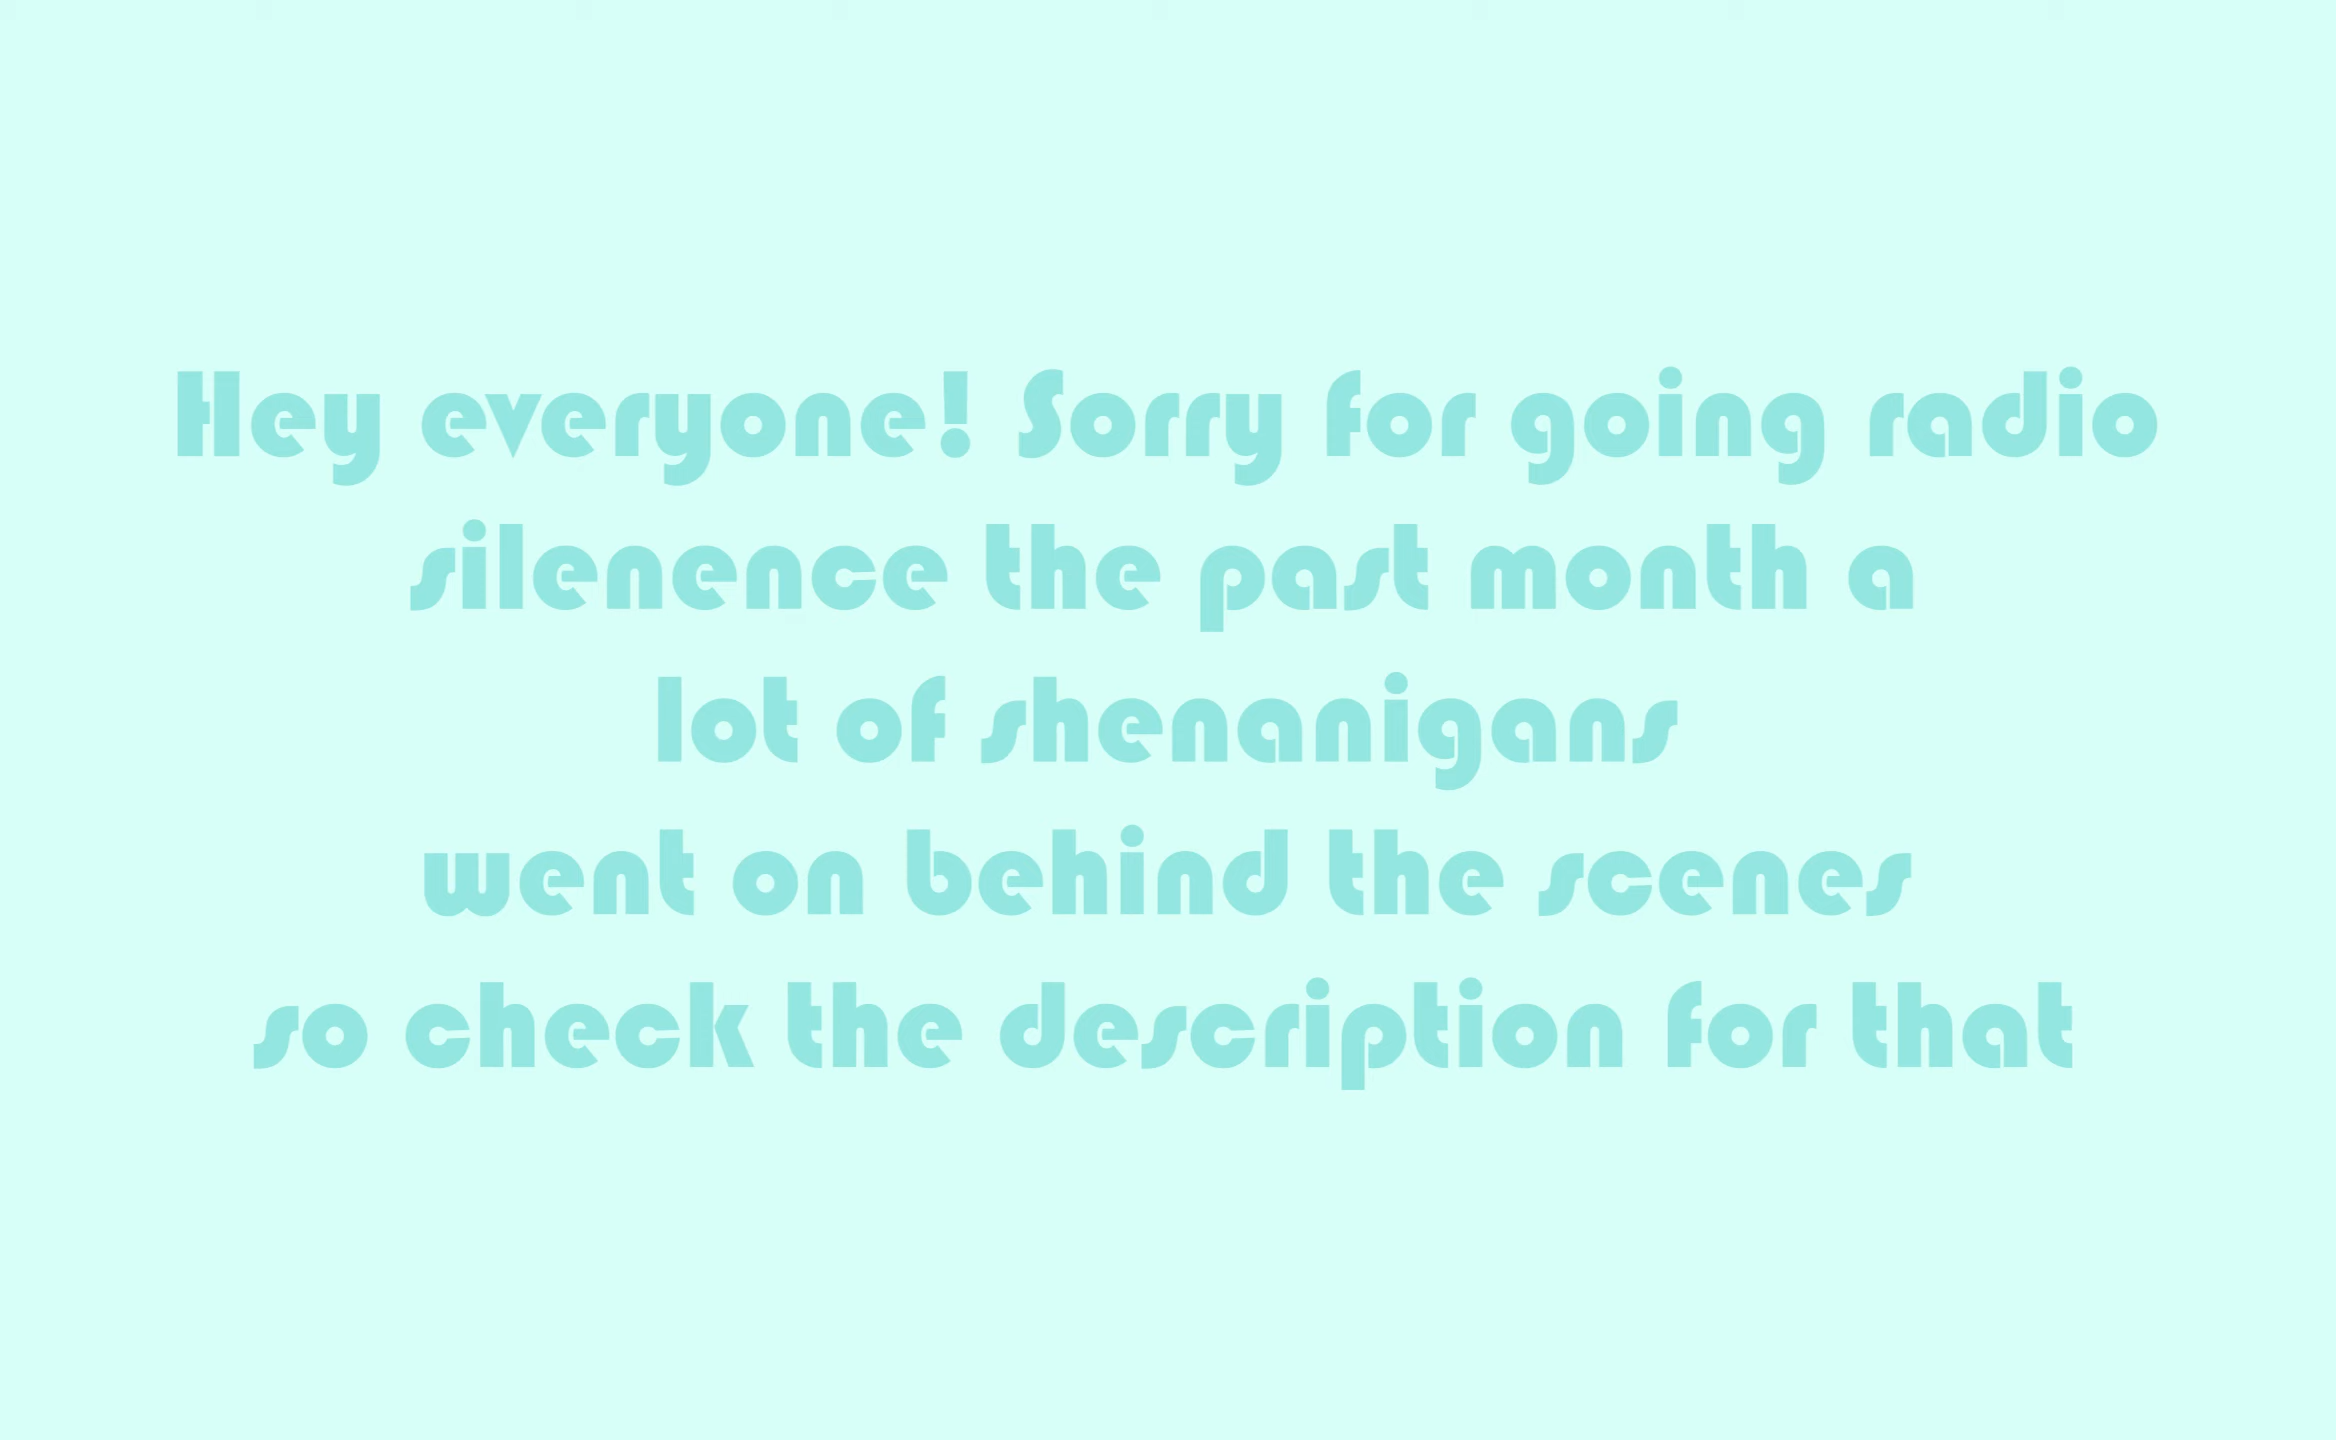 Hey everyone! Sorry for going radio
silenence the past month a
lot of shenanigans
went on behind the scenes
so check the description for that